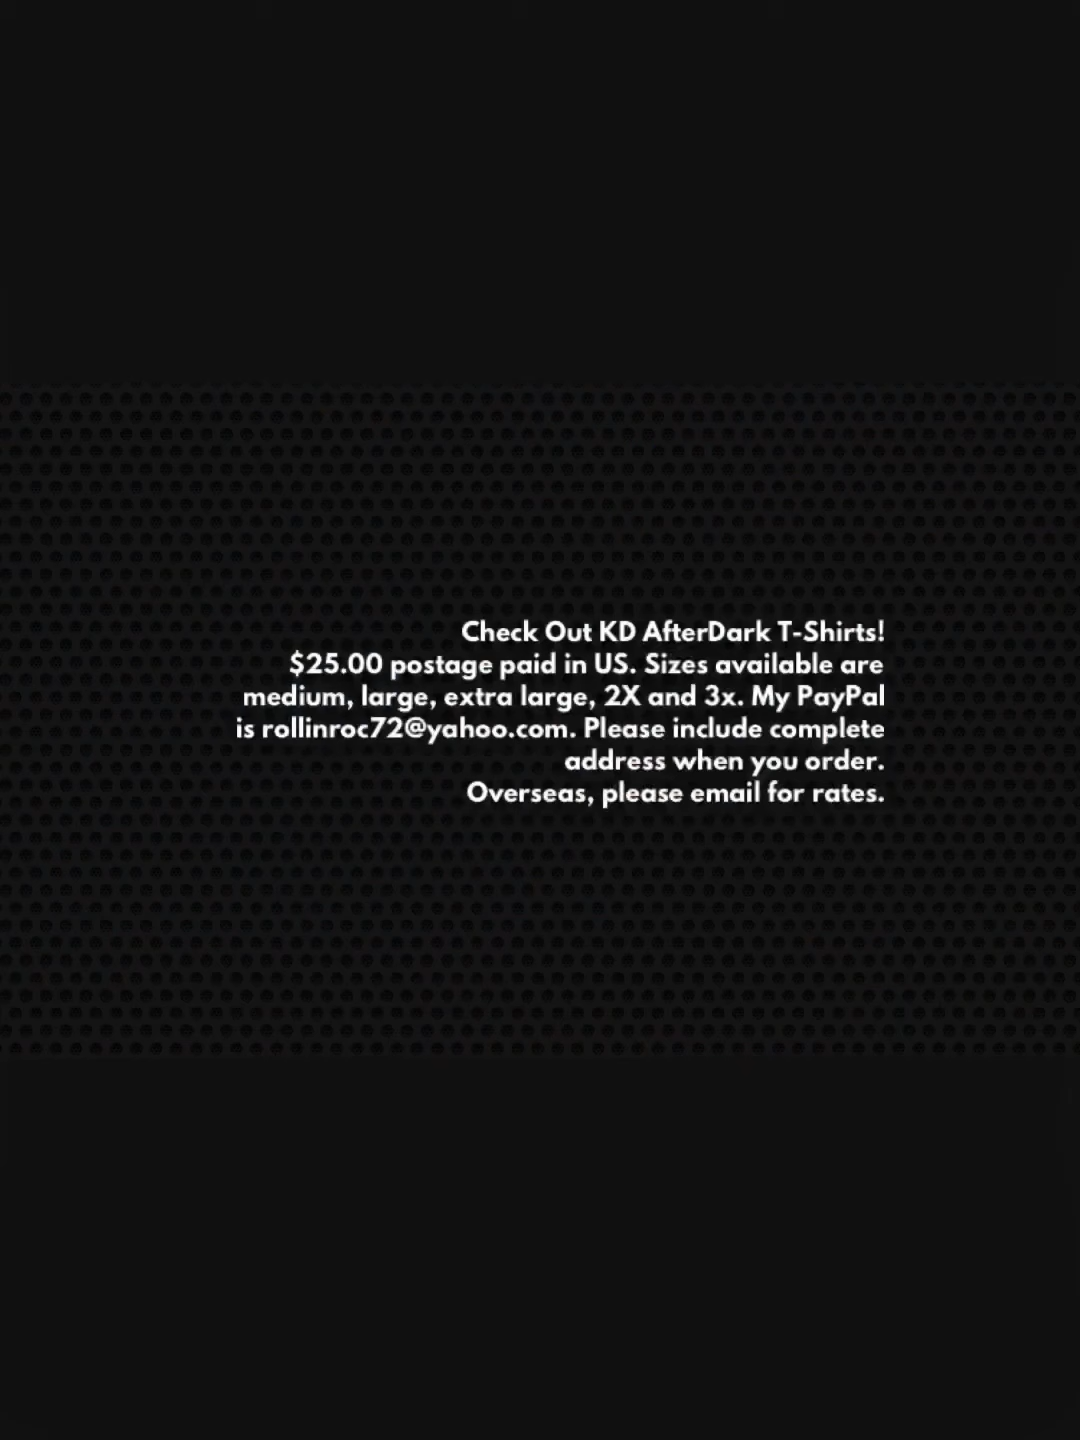 Check Out KD AfterDark T-Shirts!
$25.00 postage paid in US. Sizes available are
medium, large, extra large, 2X and 3x. My PayPal
is rollinroc72@yahoo.com. Please include complete
address when you order.
Overseas, please email for rates.